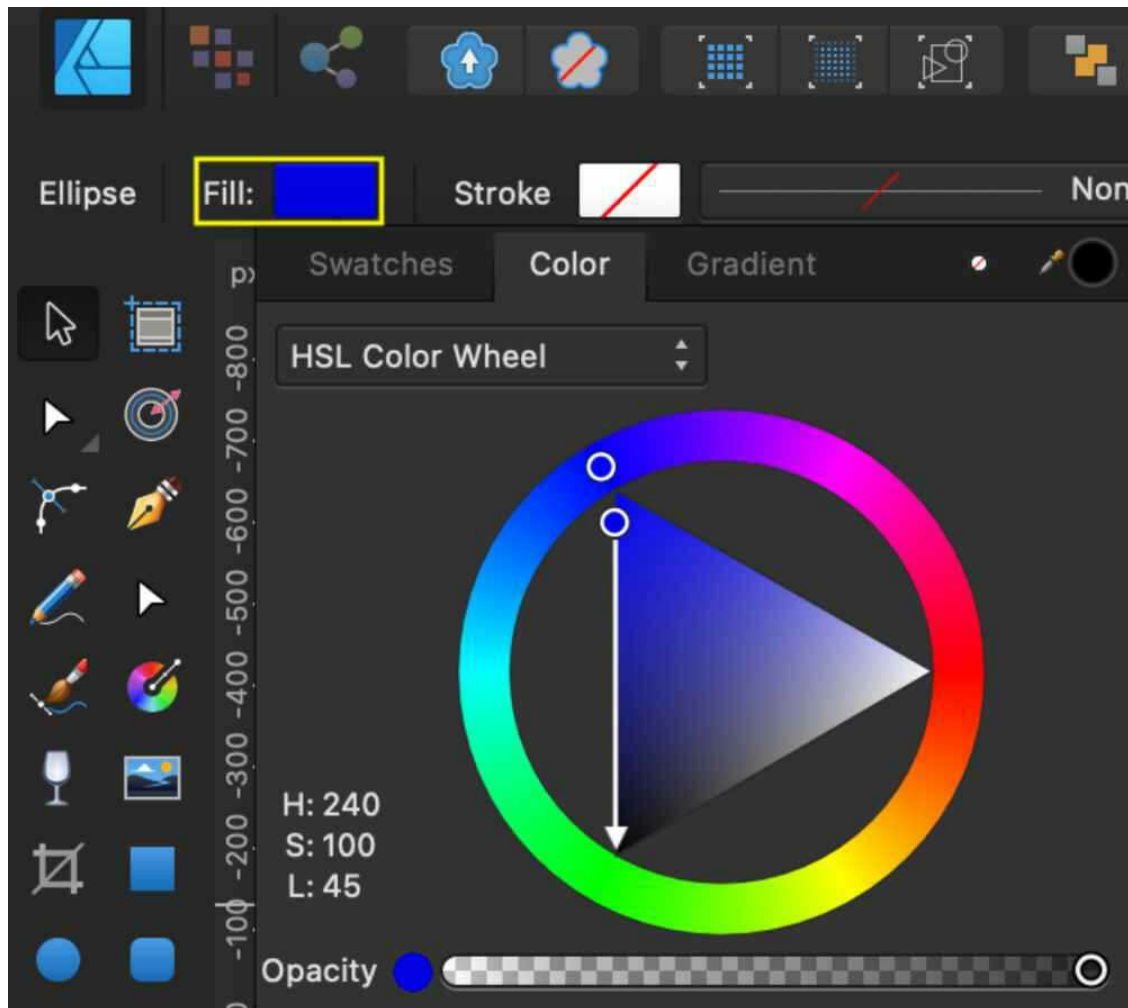 Ellipse Fill: Stroke Non
px
Swatches Color Gradient
HSL Color Wheel
-800
-700
-600
-500
-400
-300
-200
-100
H: 240
S: 100
L: 45
Opacity